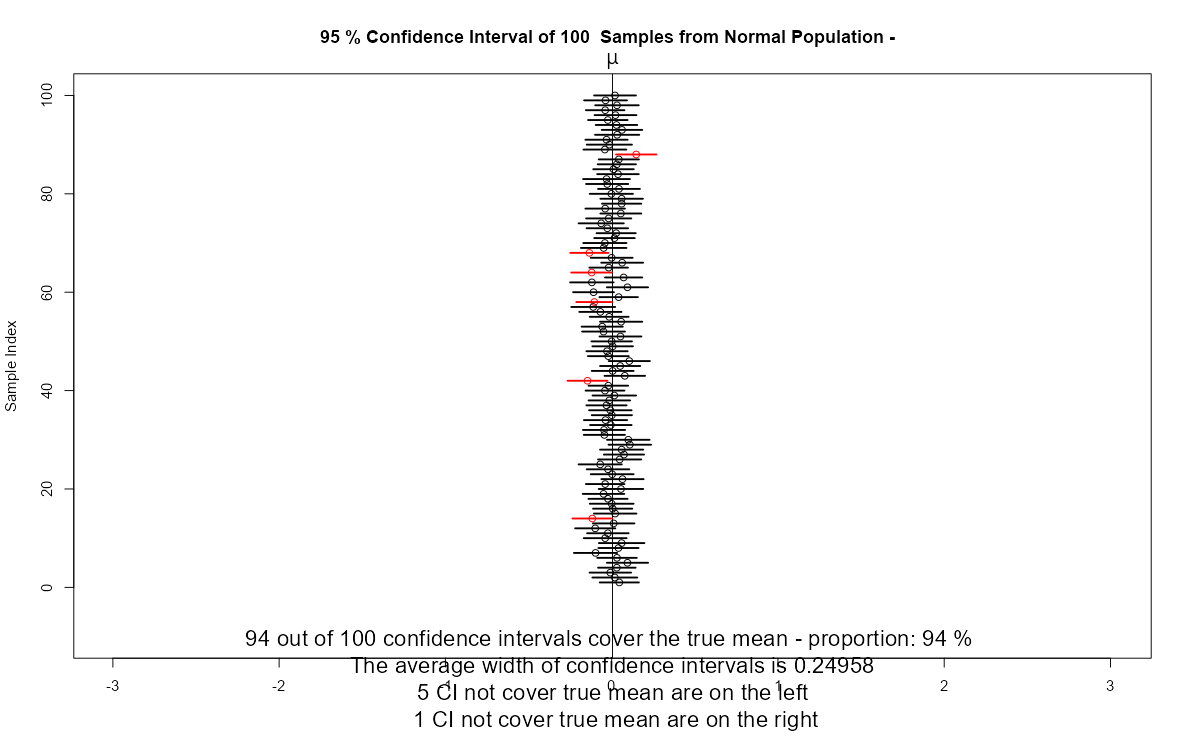 95 % Confidence Interval of 100  Samples from Normal Population -
μ
100
80
60
40
20
0
Sample Index
94 out of 100 confidence intervals cover the true mean - proportion: 94 %
The average width of confidence intervals is 0.24958
-3 -2 -1 0 1 2 3
5 CI not cover true mean are on the left
1 CI not cover true mean are on the right